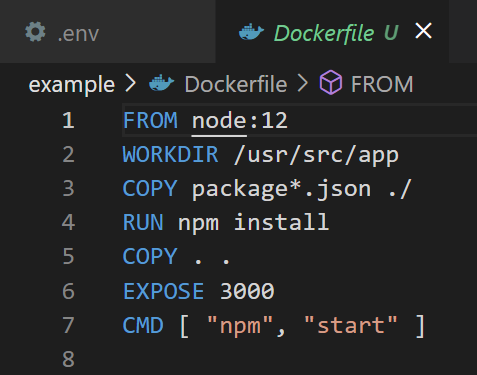 .env
Dockerfile U
example > Dockerfile > FROM
1 FROM node:12
2 WORKDIR /usr/src/app
3 COPY package*.json ./
4 RUN npm install
5 COPY . .
6 EXPOSE 3000
7 CMD [ "npm", "start" ]
8